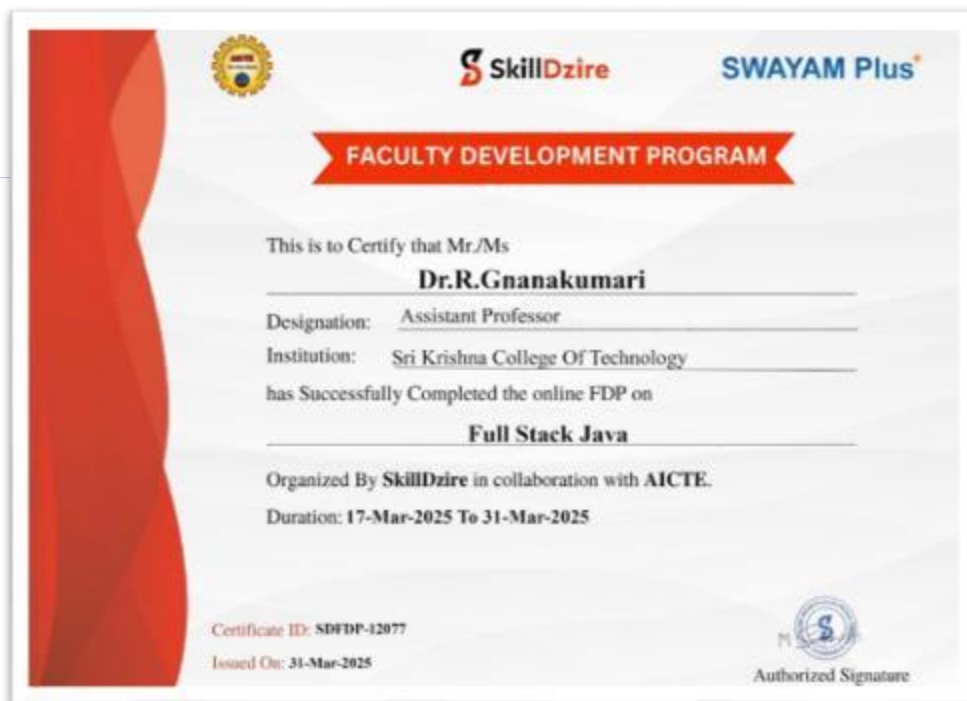 AICTE
SkillDzire
SWAYAM Plus
FACULTY DEVELOPMENT PROGRAM
This is to Certify that Mr./Ms
Dr.R.Gnanakumari
Designation: Assistant Professor
Institution: Sri Krishna College Of Technology
has Successfully Completed the online FDP on
Full Stack Java
Organized By SkillDzire in collaboration with AICTE.
Duration: 17-Mar-2025 To 31-Mar-2025
Certificate ID: SDFDP-12077
Issued On: 31-Mar-2025
S
Authorized Signature